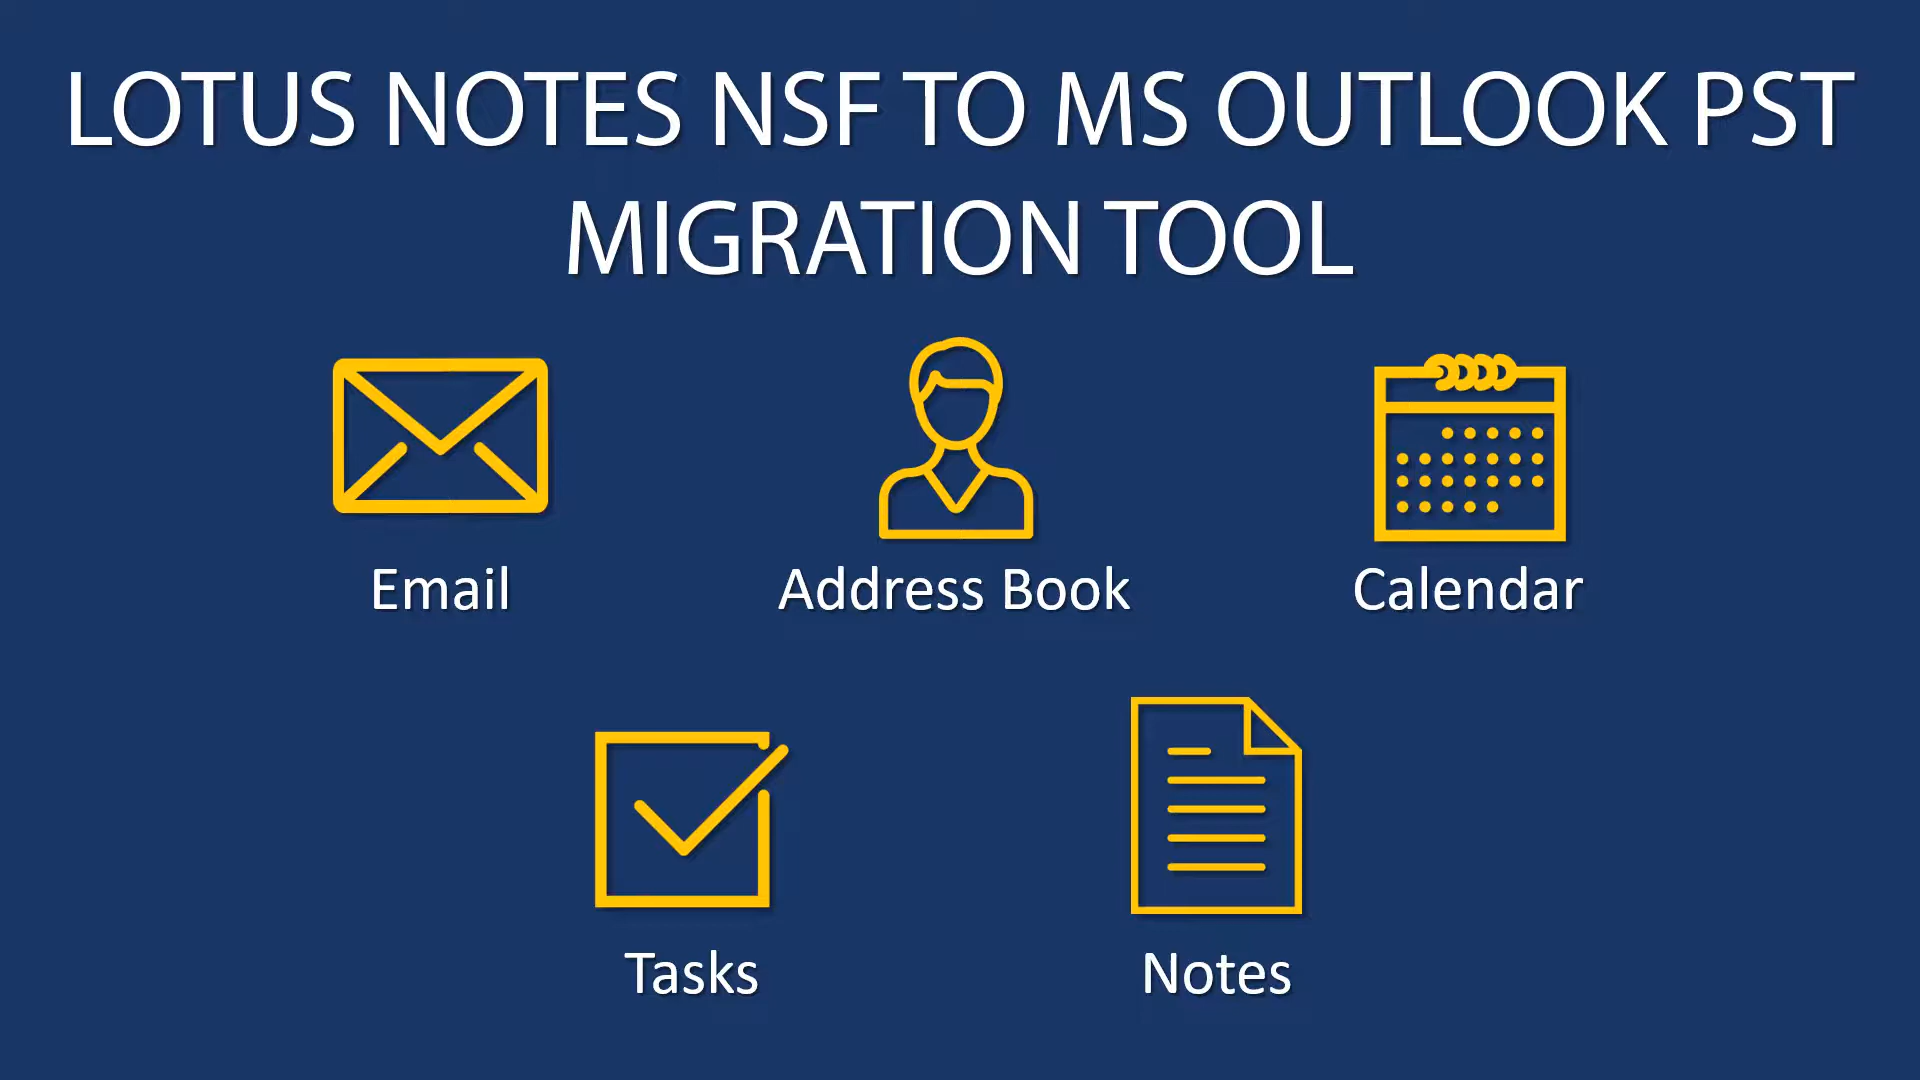 LOTUS NOTES NSF TO MS OUTLOOK PST
MIGRATION TOOL
Email
Address Book
Calendar
Tasks
Notes